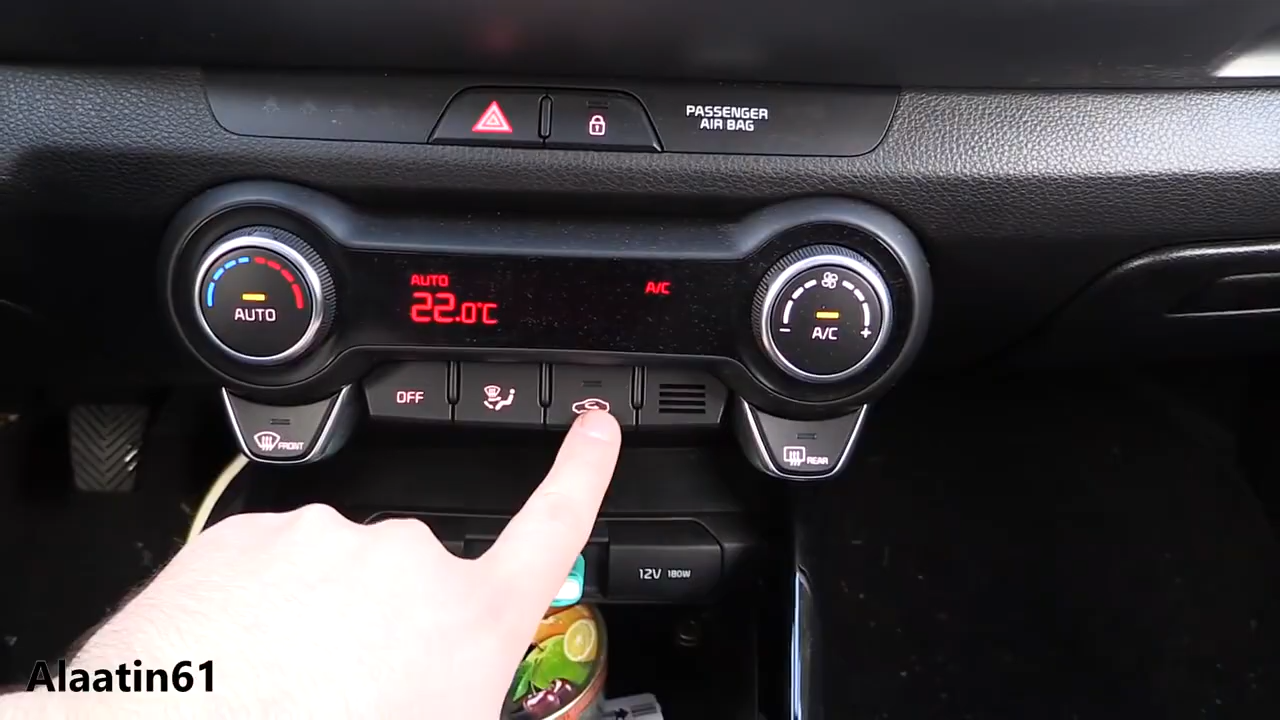 PASSENGER
AIR BAG
AUTO
22.0°C
A/C
AUTO
A/C
OFF
FRONT
REAR
12V 180W
Alaatin61